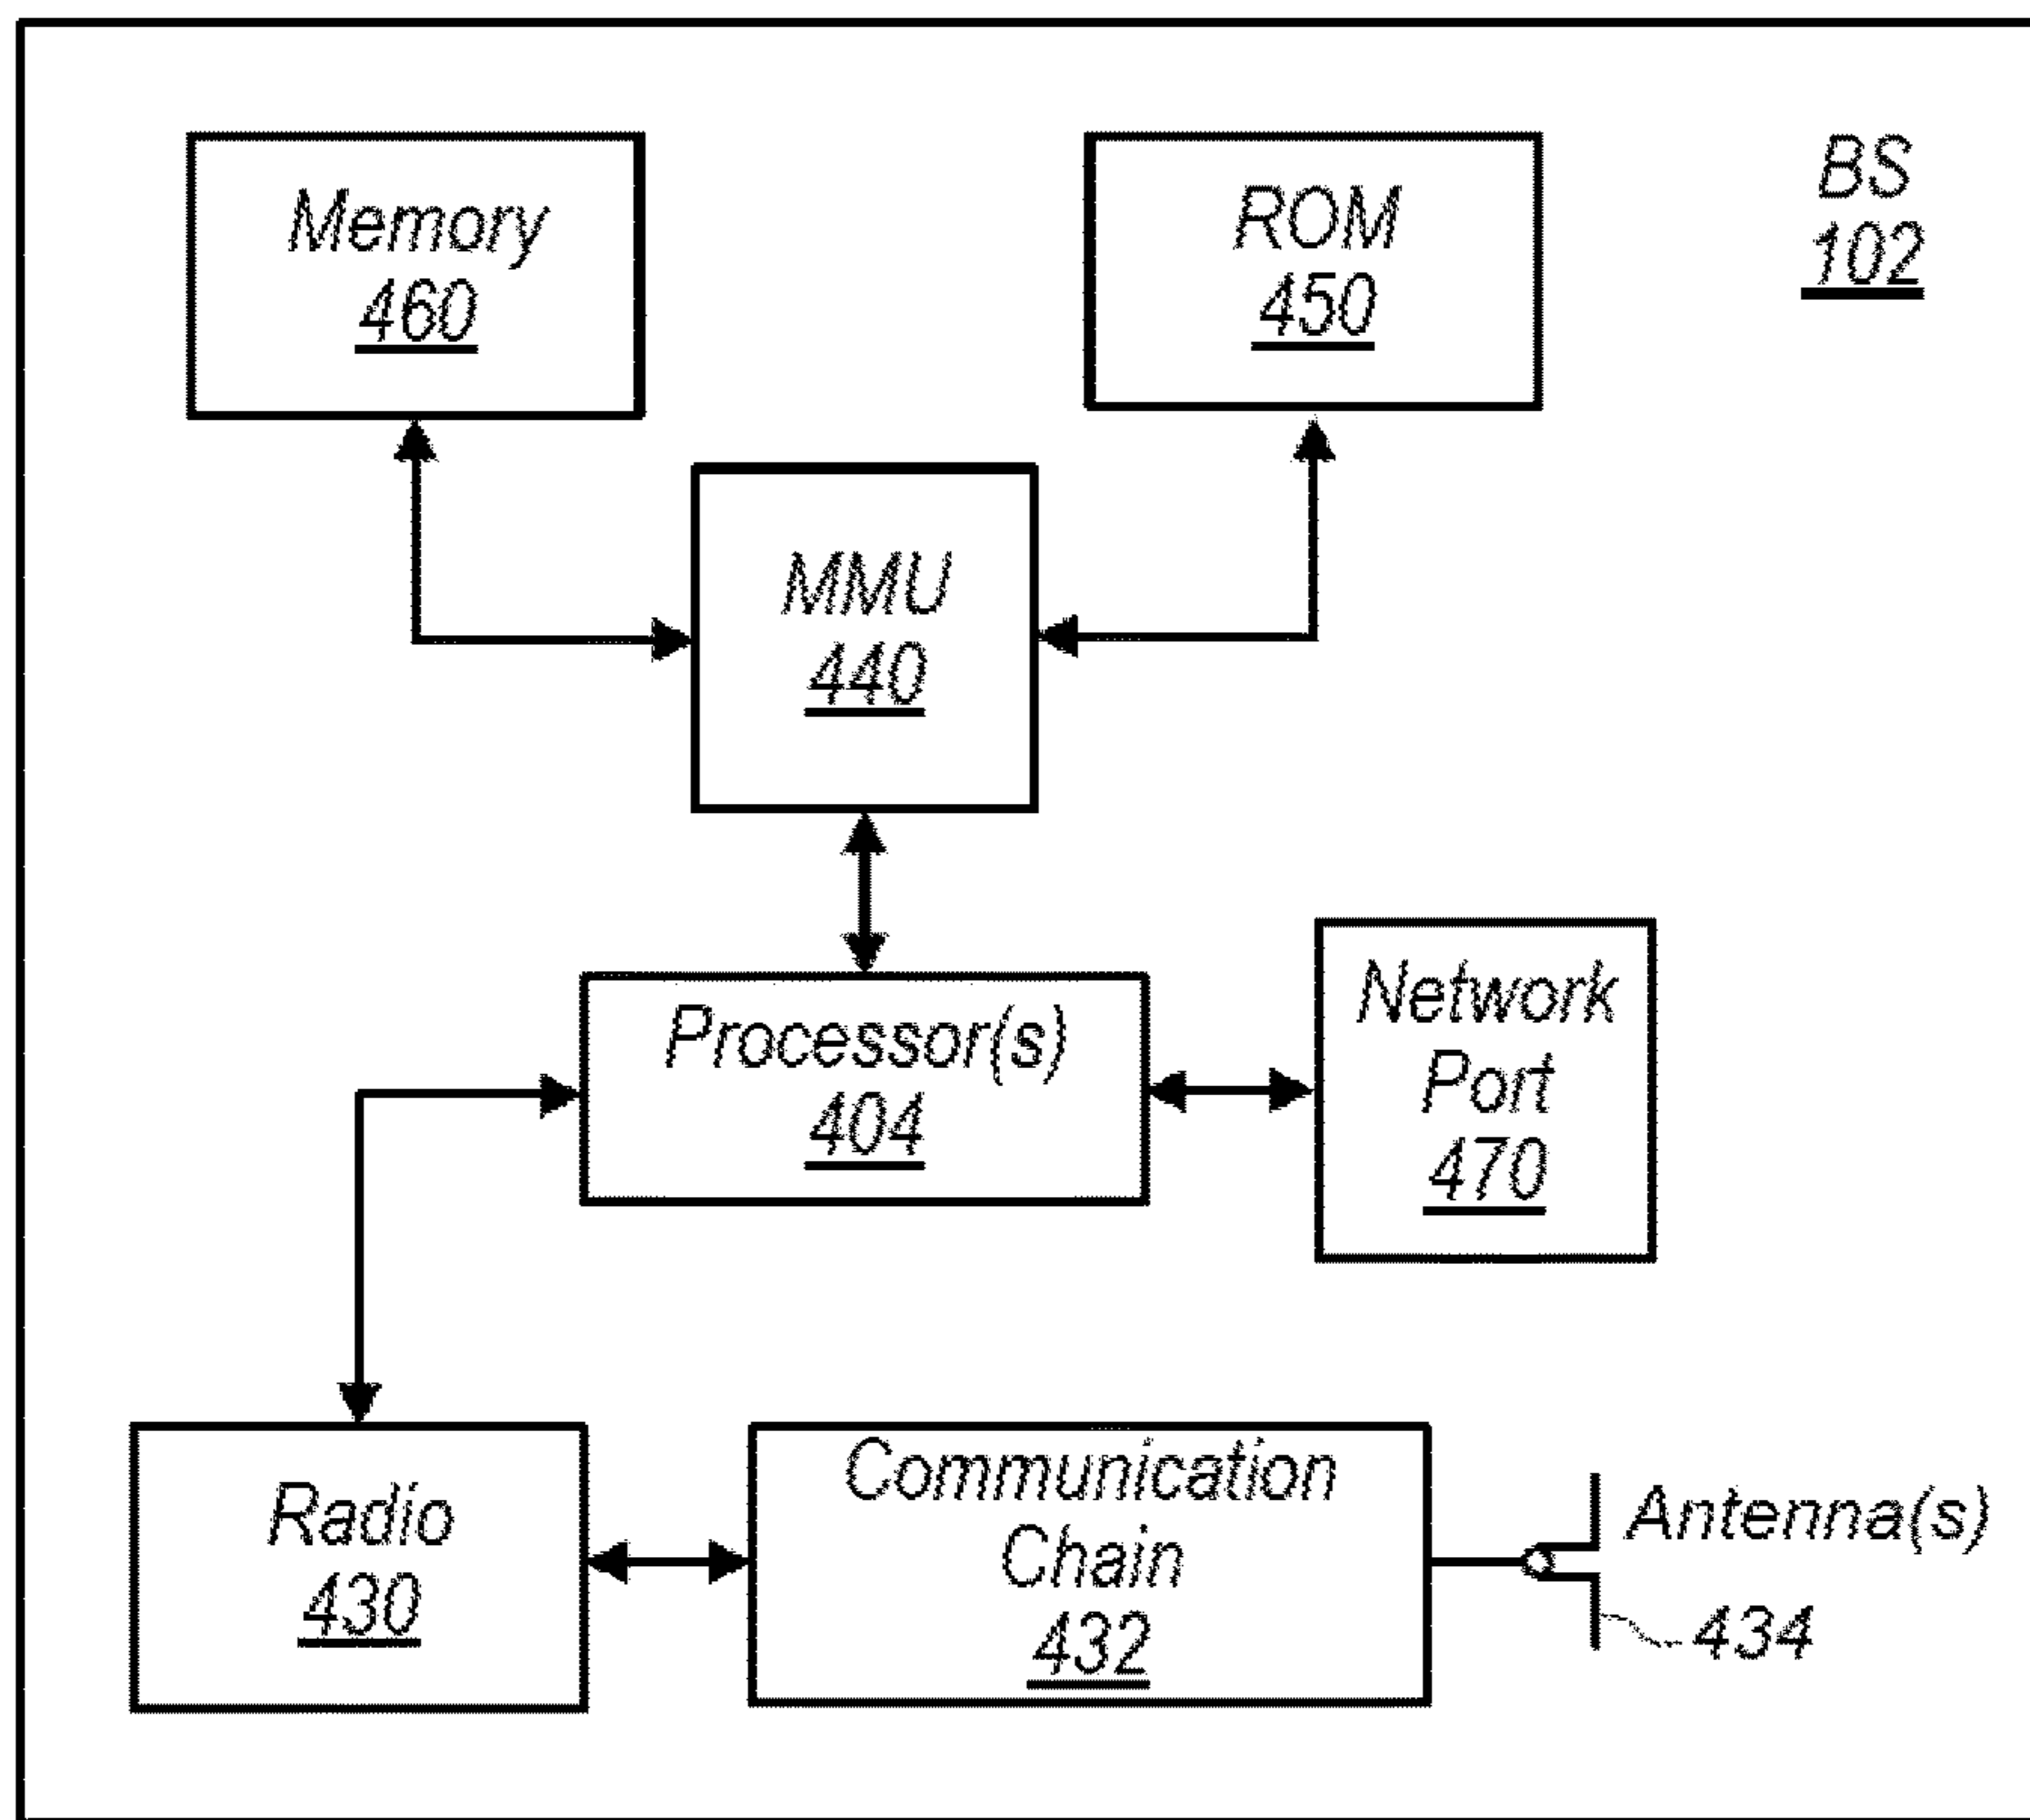 Memory
460
ROM
450
BS
102
MMU
440
Processor(s)
404
Network
Port
470
Radio
430
Communication
Chain
432
Antenna(s)
434